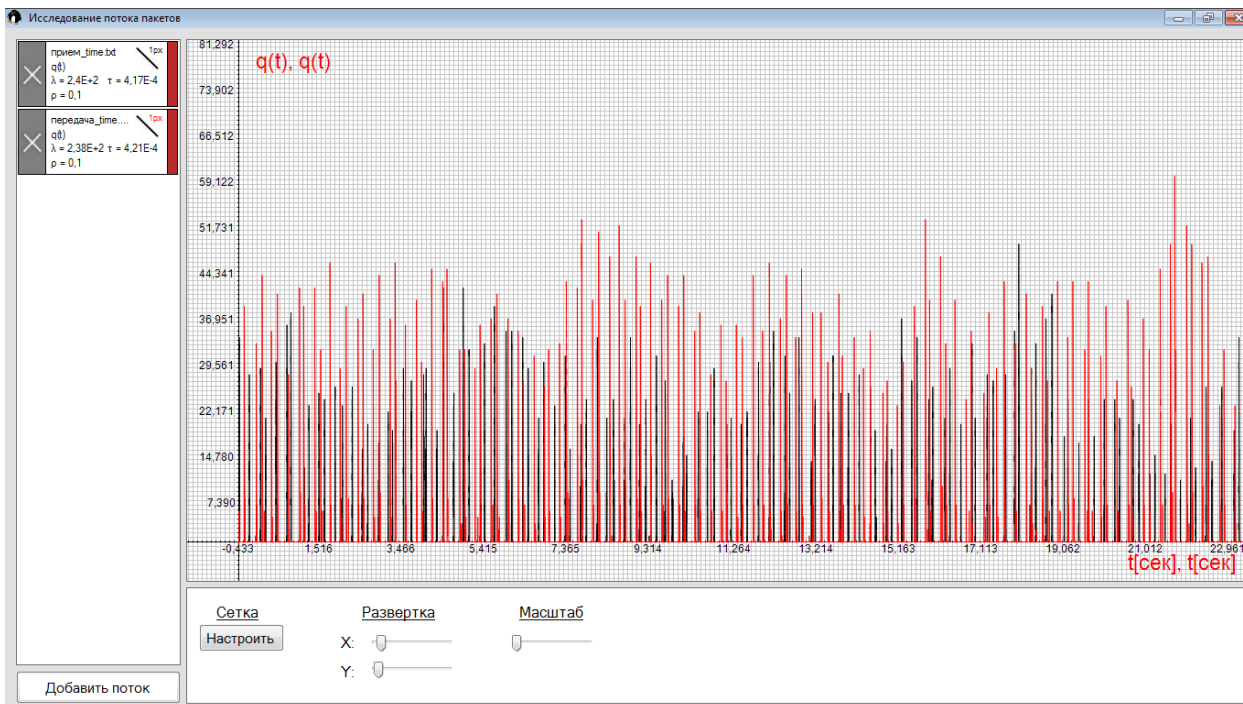 Исследование потока пакетов
прием_time.txt
1px
q(t)
λ = 2,4E+2 τ = 4,17E-4
ρ = 0,1
передача_time....
1px
q(t)
λ = 2,38E+2 τ = 4,21E-4
ρ = 0,1
Добавить поток
q(t), q(t)
81,292
73,902
66,512
59,122
51,731
44,341
36,951
29,561
22,171
14,780
7,390
-0,433 1,516 3,466 5,415 7,365 9,314 11,264 13,214 15,163 17,113 19,062 21,012 22,961
t[сек], t[сек]
Сетка Развертка Масштаб
Настроить
X:
Y: